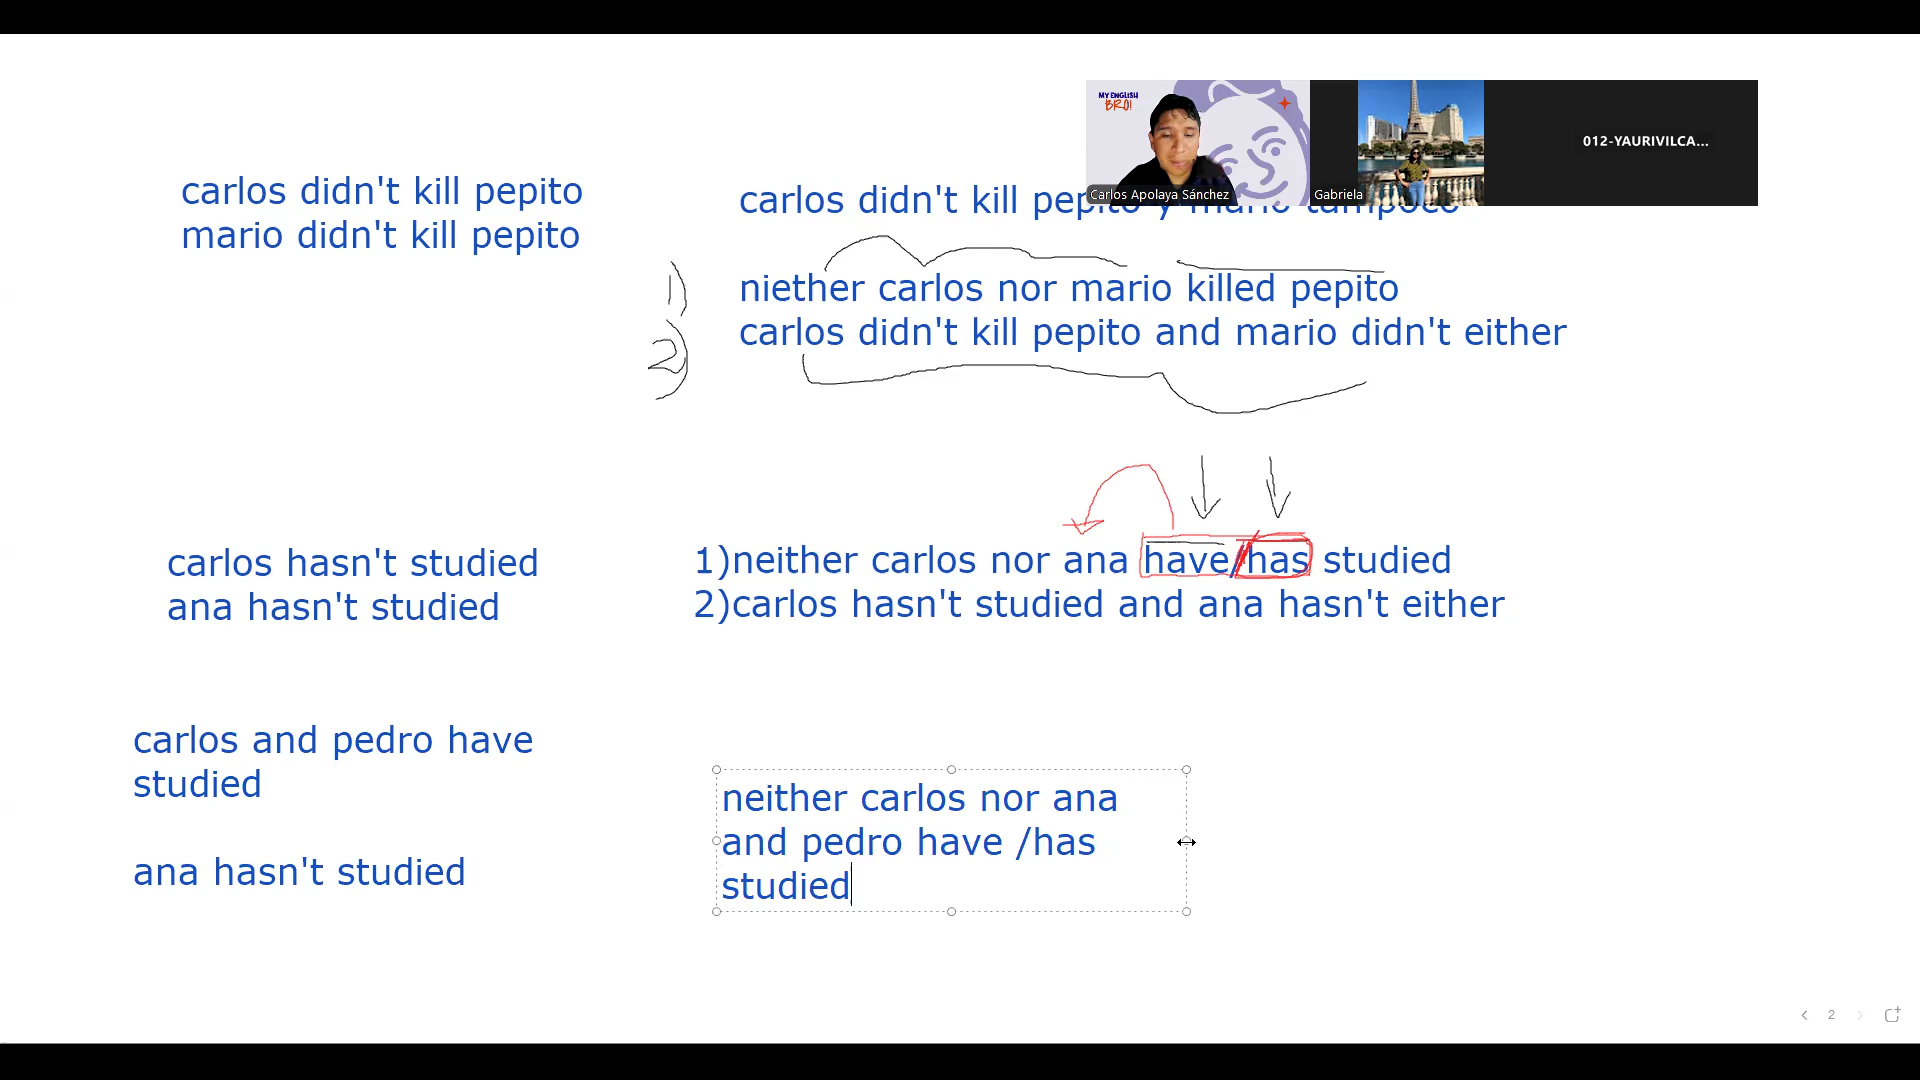 MY ENGLISH
BRO!
Carlos Apolaya Sánchez
Gabriela
012-YAURIVILCA...
carlos didn't kill pepito
mario didn't kill pepito
carlos didn't kill pepito y mario tampoco
1)
niether carlos nor mario killed pepito
2)
carlos didn't kill pepito and mario didn't either
carlos hasn't studied
ana hasn't studied
1)neither carlos nor ana have/has studied
2)carlos hasn't studied and ana hasn't either
carlos and pedro have
studied
ana hasn't studied
neither carlos nor ana
and pedro have /has
studied
2